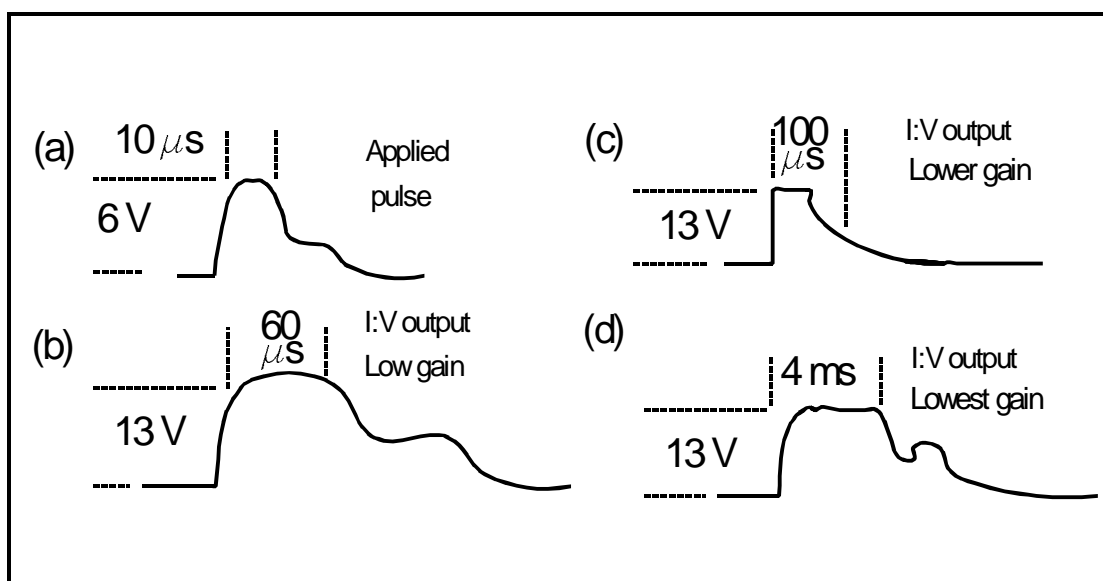 (a)
10 μs
6 V
Applied
pulse
(b)
60
μs
13 V
I:V output
Low gain
(c)
100
μs
13 V
I:V output
Lower gain
(d)
4 ms
13 V
I:V output
Lowest gain